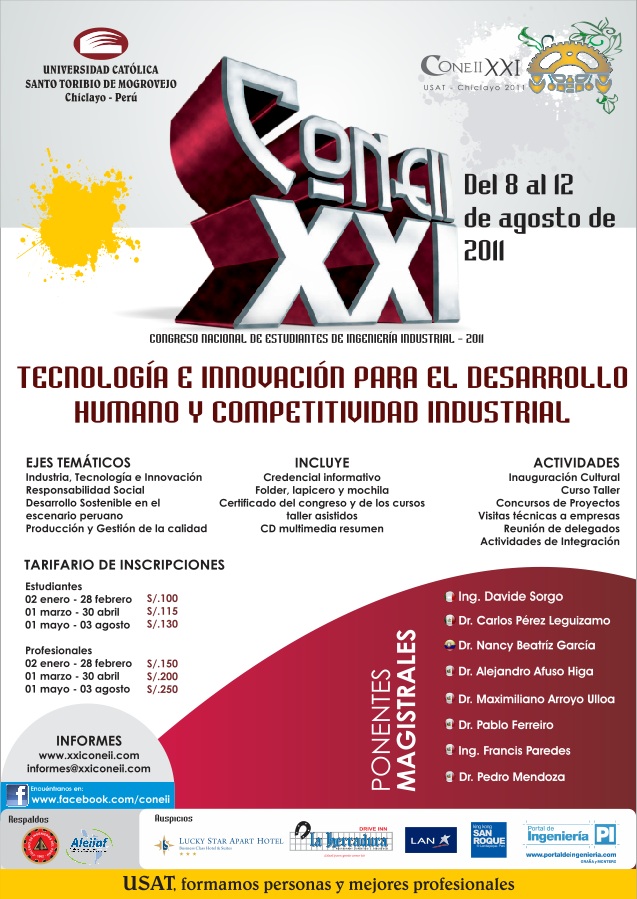 UNIVERSIDAD CATÓLICA
SANTO TORIBIO DE MOGROVEJO
Chiclayo - Perú
CONEII XXI
USAT - Chiclayo 2011
CONEII
XXI
Del 8 al 12
de agosto de
2011
CONGRESO NACIONAL DE ESTUDIANTES DE INGENIERÍA INDUSTRIAL - 2011
TECNOLOGÍA E INNOVACIÓN PARA EL DESARROLLO
HUMANO Y COMPETITIVIDAD INDUSTRIAL
EJES TEMÁTICOS
Industria, Tecnología e Innovación
Responsabilidad Social
Desarrollo Sostenible en el
escenario peruano
Producción y Gestión de la calidad
INCLUYE
Credencial informativo
Folder, lapicero y mochila
Certificado del congreso y de los cursos
taller asistidos
CD multimedia resumen
ACTIVIDADES
Inauguración Cultural
Curso Taller
Concursos de Proyectos
Visitas técnicas a empresas
Reunión de delegados
Actividades de Integración
TARIFARIO DE INSCRIPCIONES
Estudiantes
02 enero - 28 febrero S/.100
01 marzo - 30 abril S/.115
01 mayo - 03 agosto S/.130
Profesionales
02 enero - 28 febrero S/.150
01 marzo - 30 abril S/.200
01 mayo - 03 agosto S/.250
PONENTES
MAGISTRALES
Ing. Davide Sorgo
Dr. Carlos Pérez Leguizamo
Dr. Nancy Beatríz García
Dr. Alejandro Afuso Higa
Dr. Maximiliano Arroyo Ulloa
Dr. Pablo Ferreiro
Ing. Francis Paredes
Dr. Pedro Mendoza
INFORMES
www.xxiconeii.com
informes@xxiconeii.com
Encuéntranos en:
www.facebook.com/coneii
Respaldos
Aleiiaf
Auspicios
LUCKY STAR APART HOTEL
Business Class Hotel & Suites
DRIVE INN
la Herradura
LAN
king kong
SAN
ROQUE
Portal de
Ingeniería PI
www.portaldeingenieria.com
USAT, formamos personas y mejores profesionales